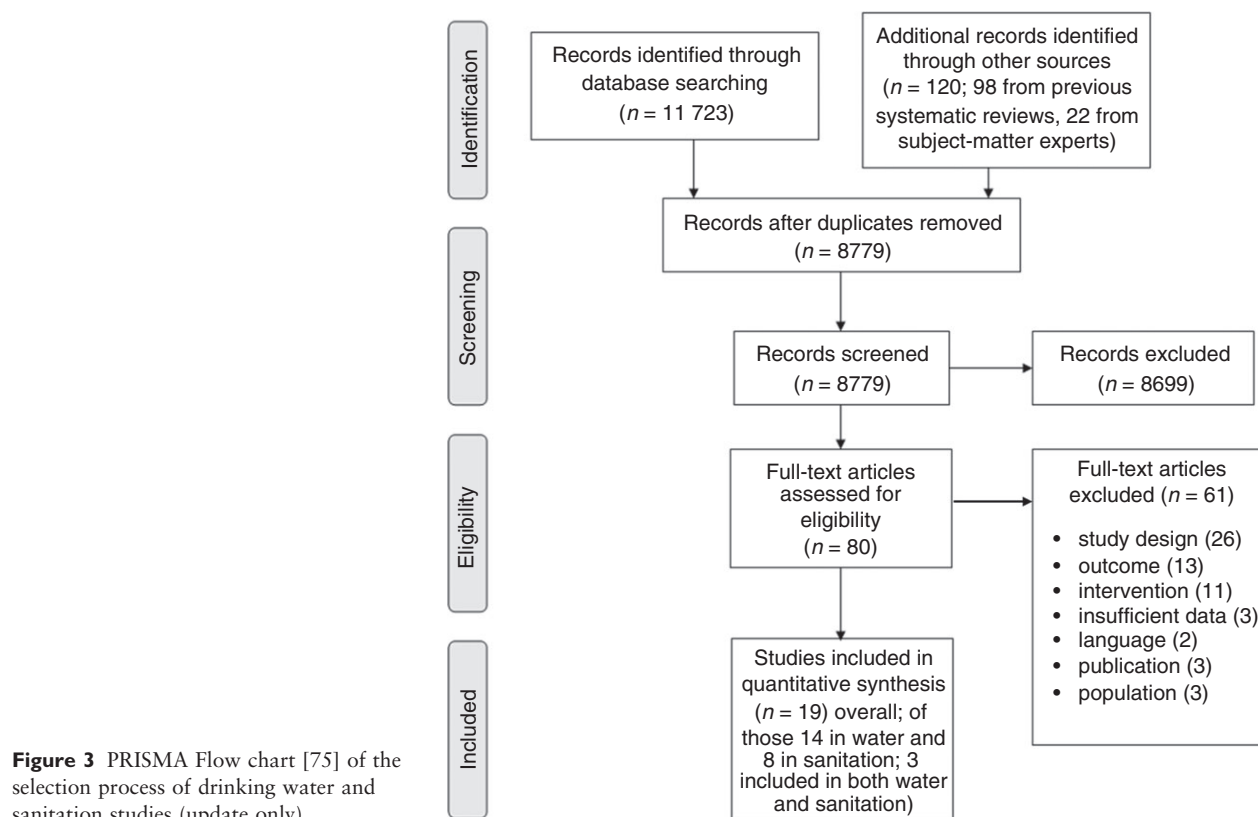 Identification
Records identified through
database searching
(n = 11 723)
Additional records identified
through other sources
(n = 120; 98 from previous
systematic reviews, 22 from
subject-matter experts)
Records after duplicates removed
(n = 8779)
Screening
Records screened
(n = 8779)
Records excluded
(n = 8699)
Eligibility
Full-text articles
assessed for
eligibility
(n = 80)
Full-text articles
excluded (n = 61)
• study design (26)
• outcome (13)
• intervention (11)
• insufficient data (3)
• language (2)
• publication (3)
• population (3)
Included
Studies included in
quantitative synthesis
(n = 19) overall; of
those 14 in water and
8 in sanitation; 3
included in both water
and sanitation)
Figure 3 PRISMA Flow chart [75] of the
selection process of drinking water and
sanitation studies (update only)